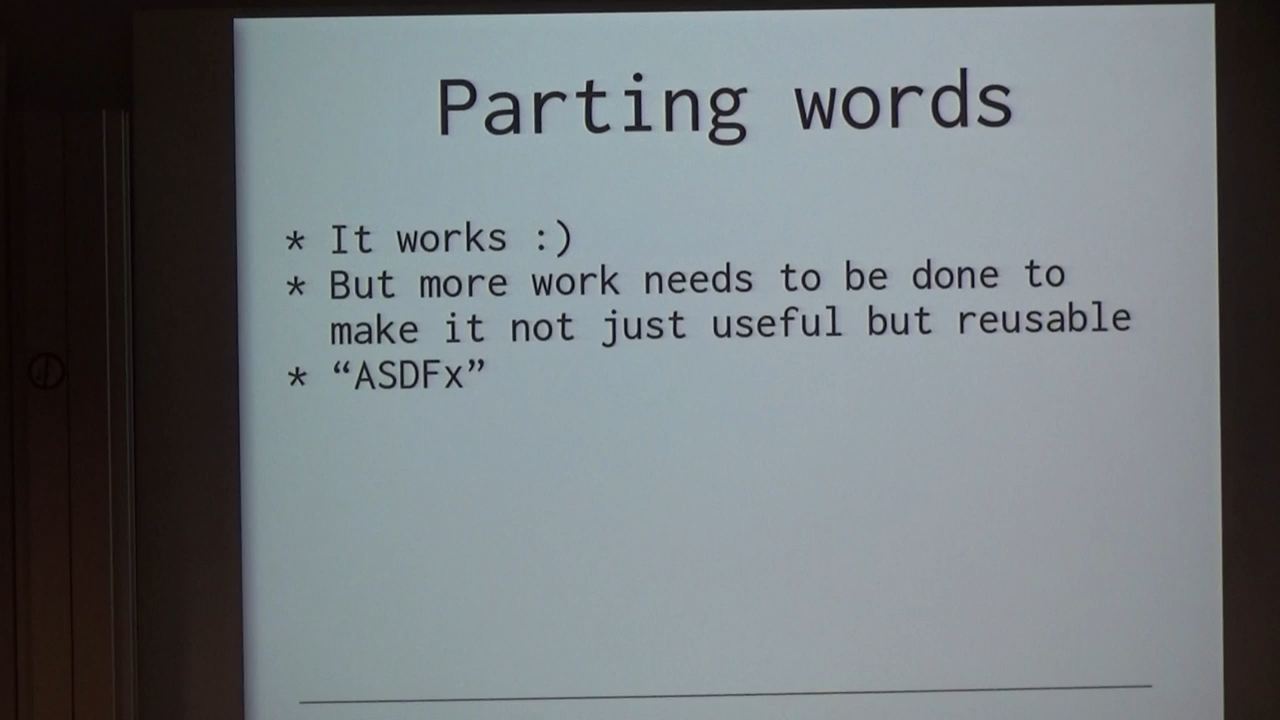 Parting words
* It works :)
* But more work needs to be done to
make it not just useful but reusable
* “ASDFx”